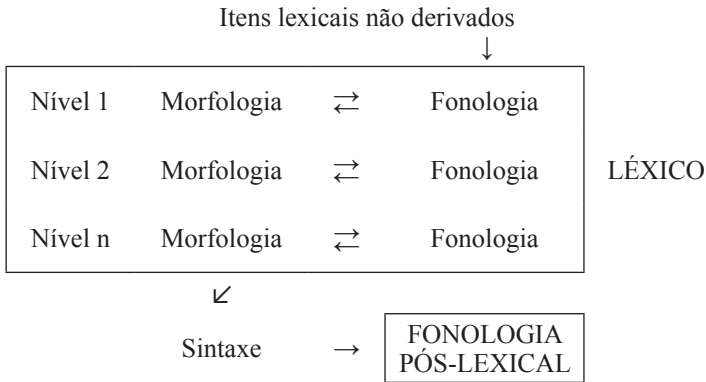 Itens lexicais não derivados
↓
Nível 1 Morfologia ⇄ Fonologia
Nível 2 Morfologia ⇄ Fonologia LÉXICO
Nível n Morfologia ⇄ Fonologia
↙
Sintaxe → FONOLOGIA
PÓS-LEXICAL